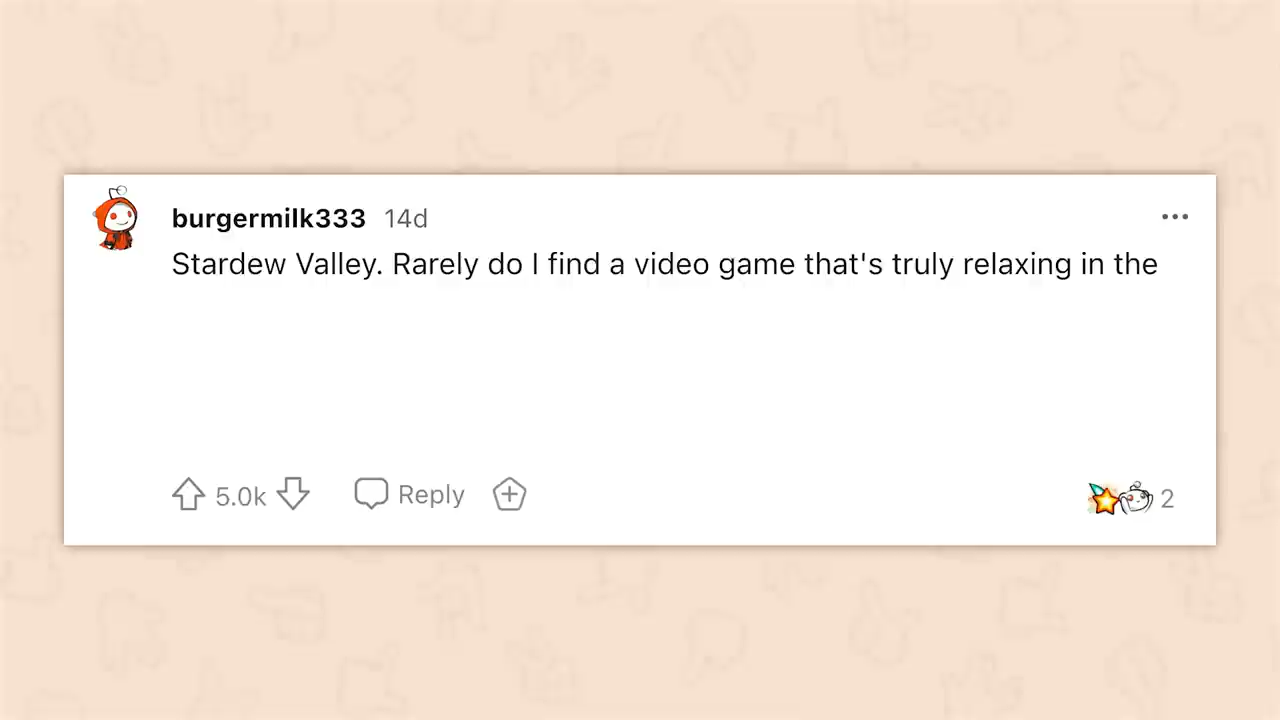 burgermilk333 14d
Stardew Valley. Rarely do I find a video game that's truly relaxing in the
5.0k Reply 2